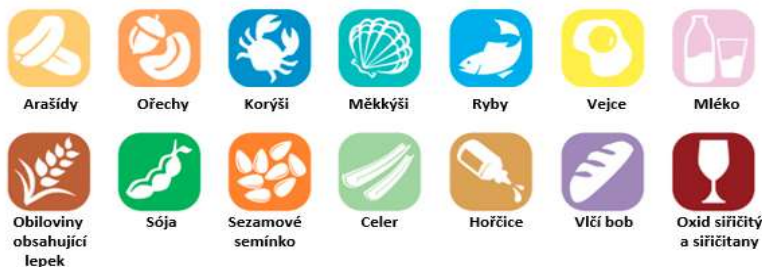 Arašídy
Ořechy
Korýši
Měkkýši
Ryby
Vejce
Mléko
Obiloviny
obsahující
lepek
Sója
Sezamové
semínko
Celer
Hořčice
Vlčí bob
Oxid siřičitý
a siřičitany